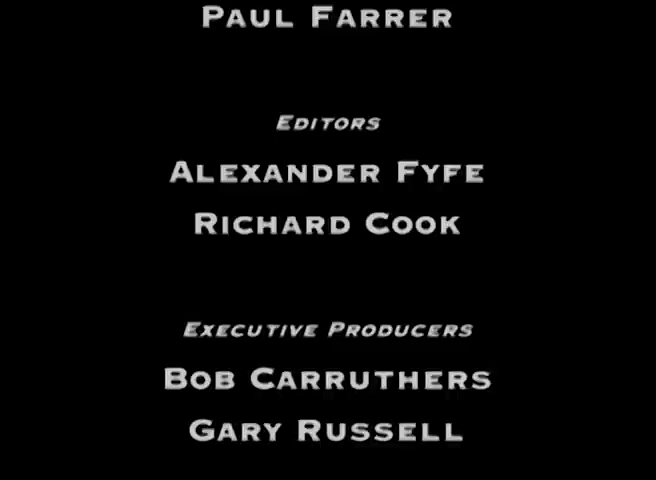 PAUL FARRER
EDITORS
ALEXANDER FYFE
RICHARD COOK
EXECUTIVE PRODUCERS
BOB CARRUTHERS
GARY RUSSELL